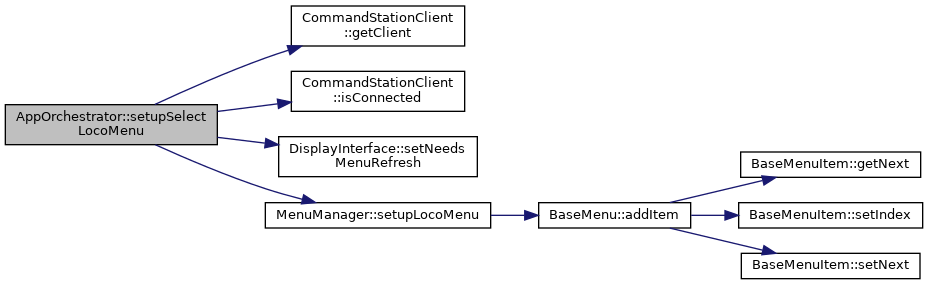 CommandStationClient
::getClient
CommandStationClient
::isConnected
AppOrchestrator::setupSelect
LocoMenu
DisplayInterface::setNeeds
MenuRefresh
MenuManager::setupLocoMenu
BaseMenu::addItem
BaseMenuItem::getNext
BaseMenuItem::setIndex
BaseMenuItem::setNext